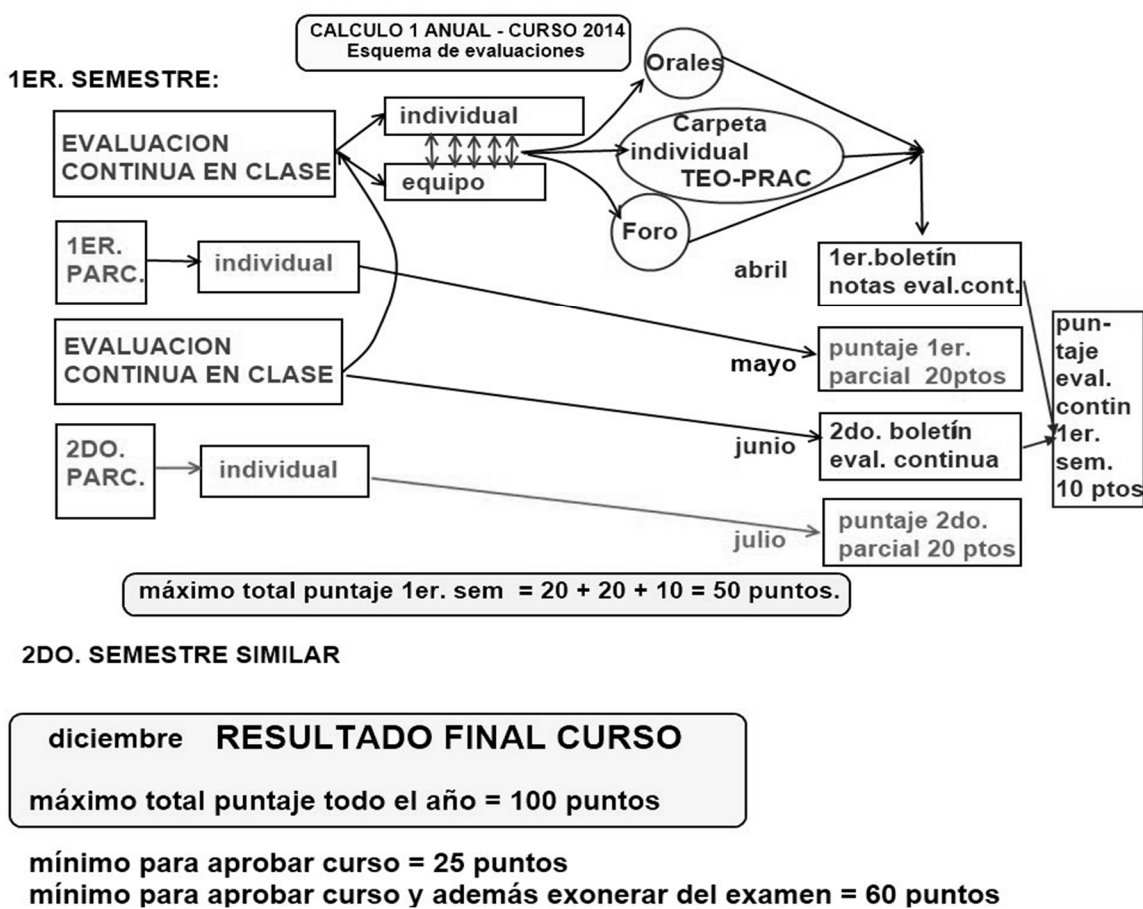 CALCULO 1 ANUAL - CURSO 2014
Esquema de evaluaciones
1ER. SEMESTRE:
EVALUACION
CONTINUA EN CLASE
individual
equipo
Orales
Carpeta
individual
TEO-PRAC
Foro
1ER.
PARC.
individual
abril
1er.boletín
notas eval.cont.
EVALUACION
CONTINUA EN CLASE
mayo
puntaje 1er.
parcial 20ptos
pun-
taje
eval.
contin
1er.
sem.
10 ptos
2DO.
PARC.
individual
junio
2do. boletín
eval. continua
julio
puntaje 2do.
parcial 20 ptos
máximo total puntaje 1er. sem = 20 + 20 + 10 = 50 puntos.
2DO. SEMESTRE SIMILAR
diciembre RESULTADO FINAL CURSO
máximo total puntaje todo el año = 100 puntos
mínimo para aprobar curso = 25 puntos
mínimo para aprobar curso y además exonerar del examen = 60 puntos